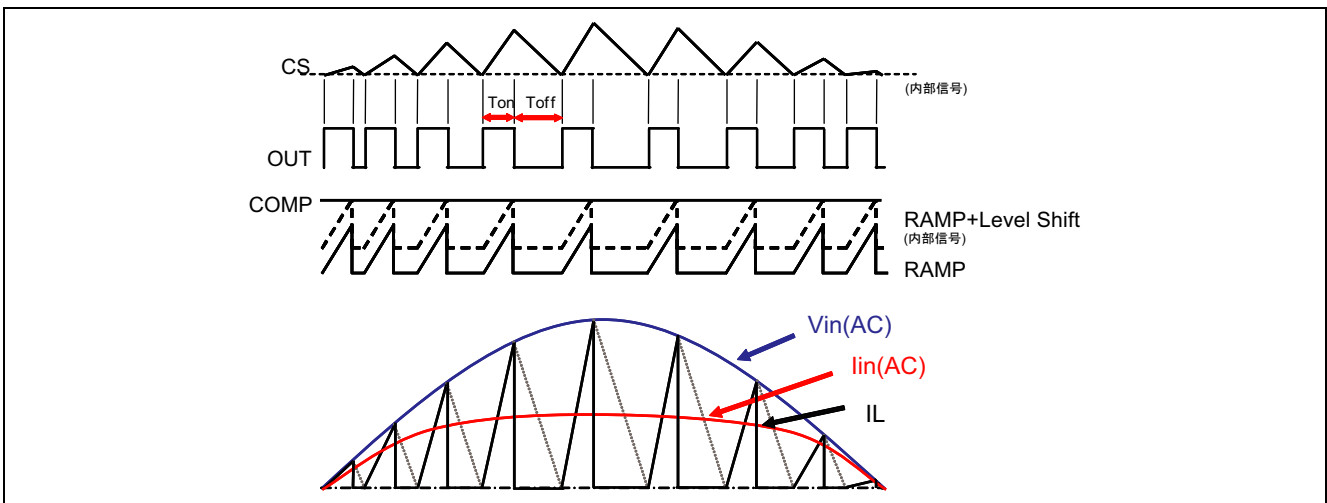 CS
(内部信号)
Ton Toff
OUT
COMP
RAMP+Level Shift
(内部信号)
RAMP
Vin(AC)
Iin(AC)
IL